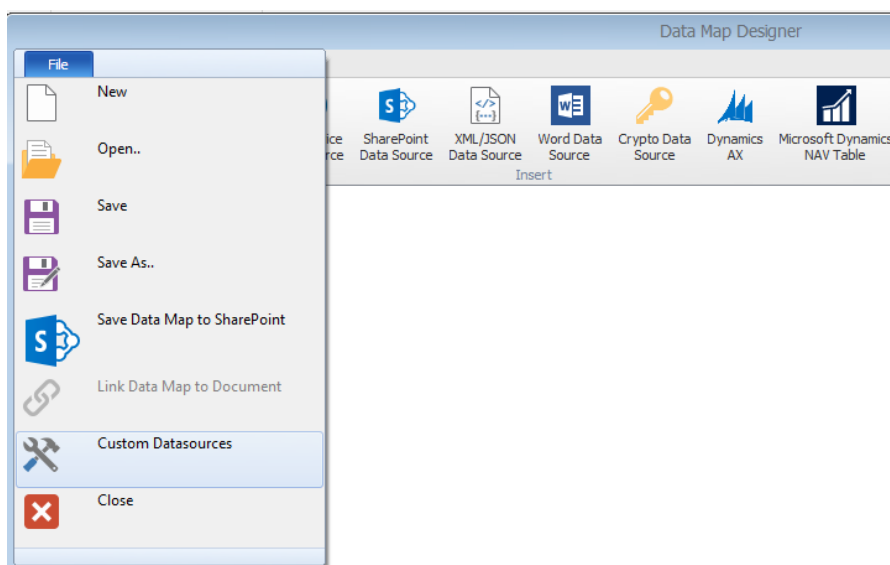 Data Map Designer
File
New
Open..
Save
Save As..
Save Data Map to SharePoint
Link Data Map to Document
Custom Datasources
Close
ice
rce
SharePoint
Data Source
XML/JSON
Data Source
Word Data
Source
Crypto Data
Source
Dynamics
AX
Microsoft Dynamics
NAV Table
Insert